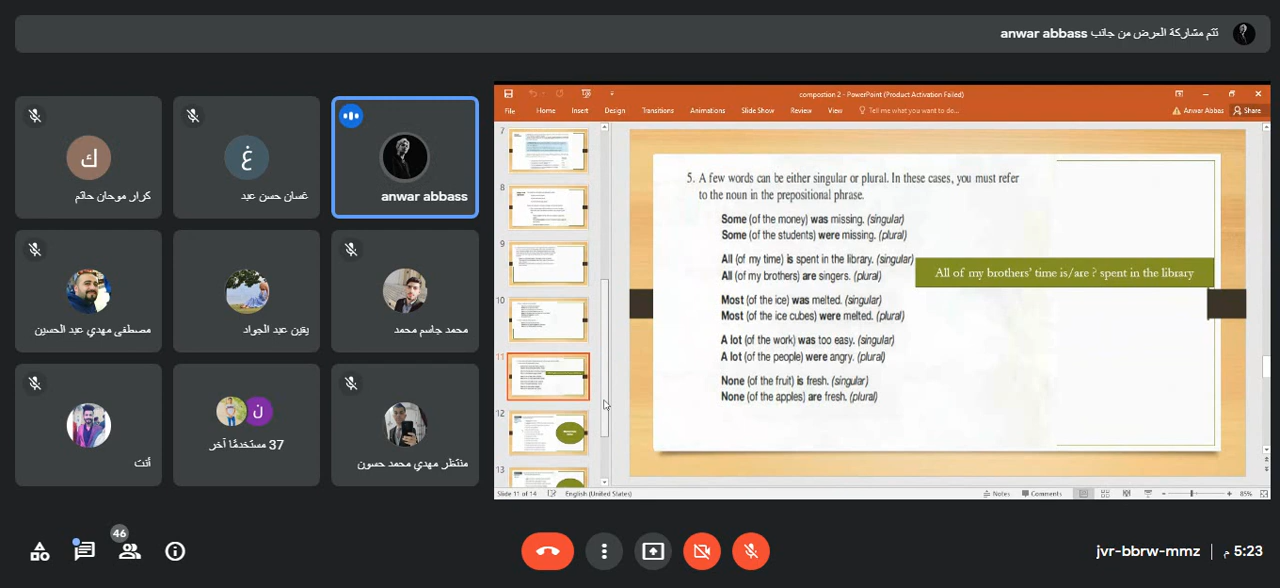 تتم مشاركة العرض من جانب anwar abbass
كرار موحان حاتم
غسان حسن عبد
anwar abbass
مصطفى مهدي عبد الحسين
يقين عبد الجواد
محمد جاسم محمد
أنت
37 مستخدمًا آخر
منتظر مهدي محمد حسون
ك
غ
ن
compostion 2 - PowerPoint (Product Activation Failed)
File Home Insert Design Transitions Animations Slide Show Review View Tell me what you want to do... Anwar Abbas Share
7
8
9
10
11
12
13
5. A few words can be either singular or plural. In these cases, you must refer
to the noun in the prepositional phrase.
Some (of the money) was missing. (singular)
Some (of the students) were missing. (plural)
All (of my time) is spent in the library. (singular)
All (of my brothers) are singers. (plural)
Most (of the ice) was melted. (singular)
Most (of the ice cubes) were melted. (plural)
A lot (of the work) was too easy. (singular)
A lot (of the people) were angry. (plural)
None (of the fruit) is fresh. (singular)
None (of the apples) are fresh. (plural)
All of my brothers' time is/are ? spent in the library
Slide 11 of 14 English (United States) Notes Comments 85%
46
jvr-bbrw-mmz | 5:23 م